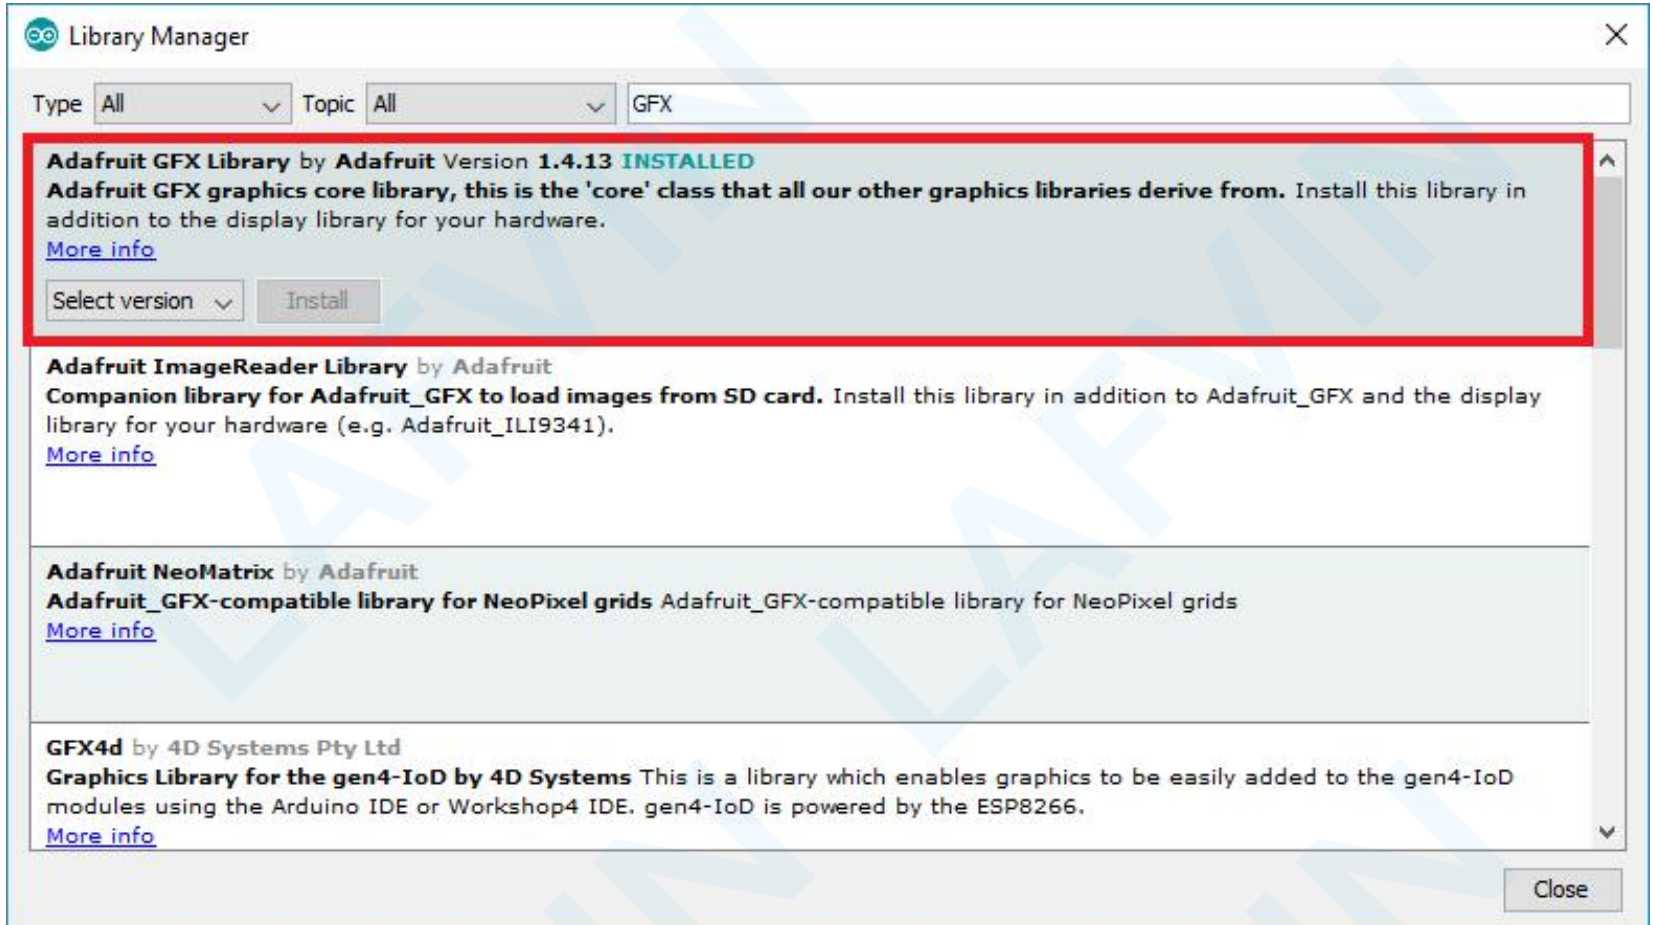 Library Manager
Type All Topic All GFX
Adafruit GFX Library by Adafruit Version 1.4.13 INSTALLED
Adafruit GFX graphics core library, this is the 'core' class that all our other graphics libraries derive from. Install this library in
addition to the display library for your hardware.
More info
Select version Install
Adafruit ImageReader Library by Adafruit
Companion library for Adafruit_GFX to load images from SD card. Install this library in addition to Adafruit_GFX and the display
library for your hardware (e.g. Adafruit_ILI9341).
More info
Adafruit NeoMatrix by Adafruit
Adafruit_GFX-compatible library for NeoPixel grids Adafruit_GFX-compatible library for NeoPixel grids
More info
GFX4d by 4D Systems Pty Ltd
Graphics Library for the gen4-IoD by 4D Systems This is a library which enables graphics to be easily added to the gen4-IoD
modules using the Arduino IDE or Workshop4 IDE. gen4-IoD is powered by the ESP8266.
More info
Close
LAFVIN
LAFVIN